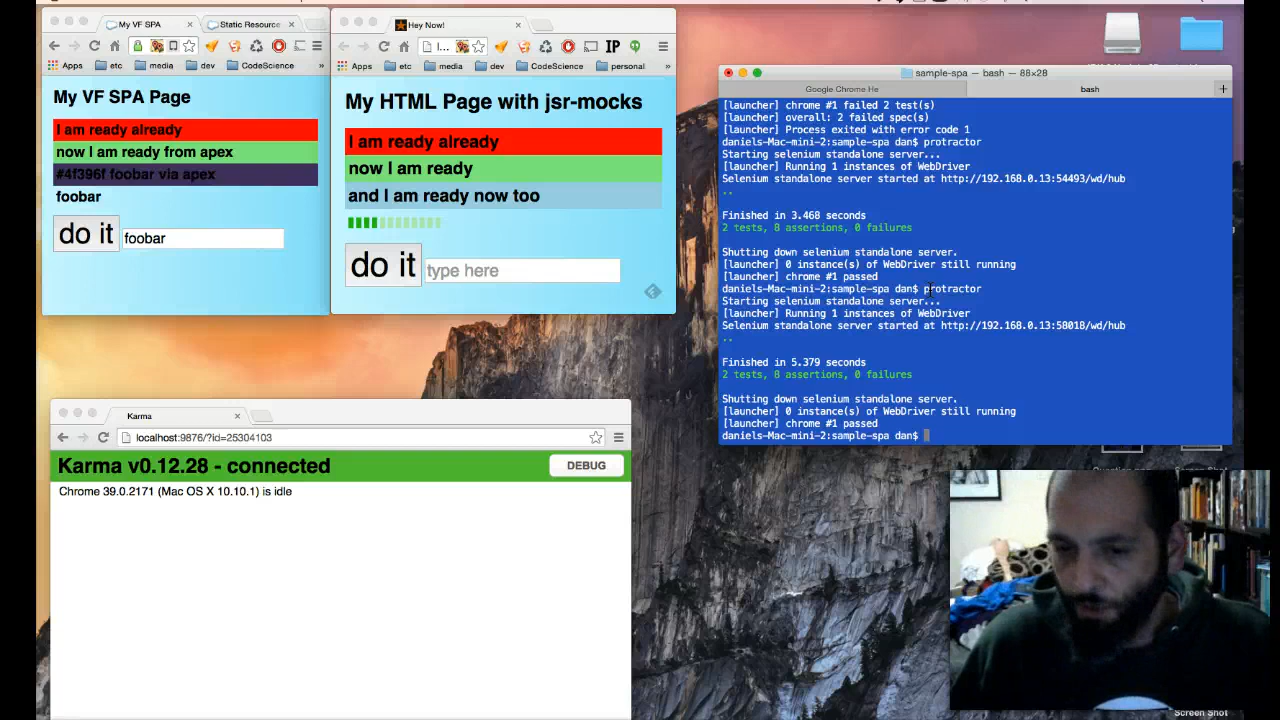 My VF SPA
Static Resource
Apps
etc
media
dev
CodeScience
»
My VF SPA Page
I am ready already
now I am ready from apex
#4f396f foobar via apex
foobar
do it
foobar
Hey Now!
l...
IP
Apps
etc
media
dev
CodeScience
personal
»
My HTML Page with jsr-mocks
I am ready already
now I am ready
and I am ready now too
do it
type here
sample-spa — bash — 88×28
Google Chrome He
bash
[launcher] chrome #1 failed 2 test(s)
[launcher] overall: 2 failed spec(s)
[launcher] Process exited with error code 1
daniels-Mac-mini-2:sample-spa dan$ protractor
Starting selenium standalone server...
[launcher] Running 1 instances of WebDriver
Selenium standalone server started at http://192.168.0.13:54493/wd/hub
..
Finished in 3.468 seconds
2 tests, 8 assertions, 0 failures
Shutting down selenium standalone server.
[launcher] 0 instance(s) of WebDriver still running
[launcher] chrome #1 passed
daniels-Mac-mini-2:sample-spa dan$ protractor
Starting selenium standalone server...
[launcher] Running 1 instances of WebDriver
Selenium standalone server started at http://192.168.0.13:58018/wd/hub
..
Finished in 5.379 seconds
2 tests, 8 assertions, 0 failures
Shutting down selenium standalone server.
[launcher] 0 instance(s) of WebDriver still running
[launcher] chrome #1 passed
daniels-Mac-mini-2:sample-spa dan$
Karma
localhost:9876/?id=25304103
Karma v0.12.28 - connected
DEBUG
Chrome 39.0.2171 (Mac OS X 10.10.1) is idle
Screen Shot